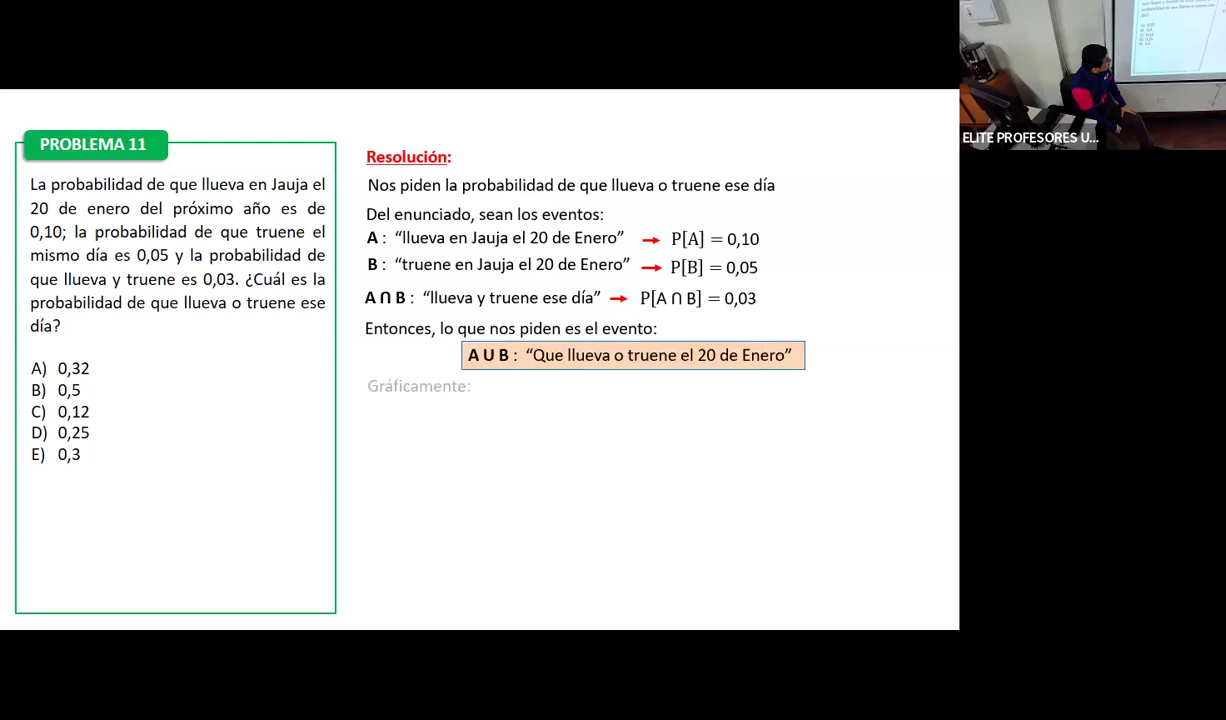 PROBLEMA 11
La probabilidad de que llueva en Jauja el
20 de enero del próximo año es de
0,10; la probabilidad de que truene el
mismo día es 0,05 y la probabilidad de
que llueva y truene es 0,03. ¿Cuál es la
probabilidad de que llueva o truene ese
día?
A) 0,32
B) 0,5
C) 0,12
D) 0,25
E) 0,3
Resolución:
Nos piden la probabilidad de que llueva o truene ese día
Del enunciado, sean los eventos:
A : “llueva en Jauja el 20 de Enero” → P[A] = 0,10
B : “truene en Jauja el 20 de Enero” → P[B] = 0,05
A ∩ B : “llueva y truene ese día” → P[A ∩ B] = 0,03
Entonces, lo que nos piden es el evento:
A U B : “Que llueva o truene el 20 de Enero”
Gráficamente:
ELITE PROFESORES U...